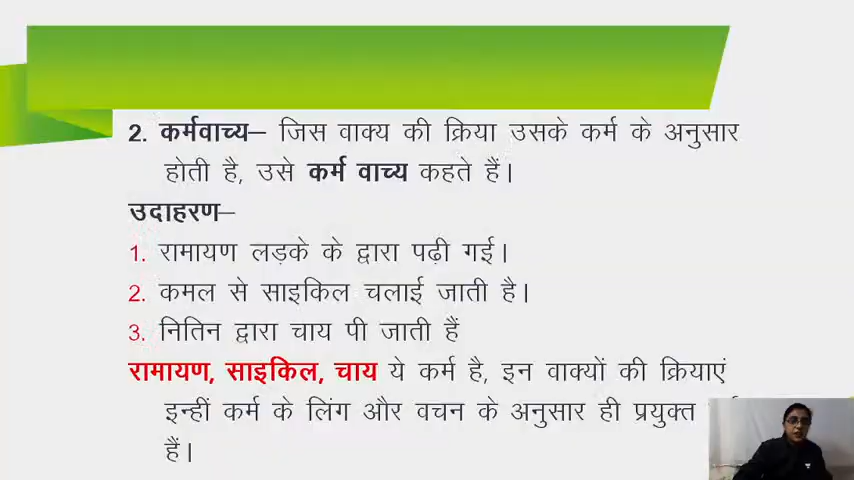 2. कर्मवाच्य– जिस वाक्य की क्रिया उसके कर्म के अनुसार
होती है, उसे कर्म वाच्य कहते हैं।
उदाहरण–
1. रामायण लड़के के द्वारा पढ़ी गई।
2. कमल से साइकिल चलाई जाती है।
3. नितिन द्वारा चाय पी जाती हैं
रामायण, साइकिल, चाय ये कर्म है, इन वाक्यों की क्रियाएं
इन्हीं कर्म के लिंग और वचन के अनुसार ही प्रयुक्त
हैं।